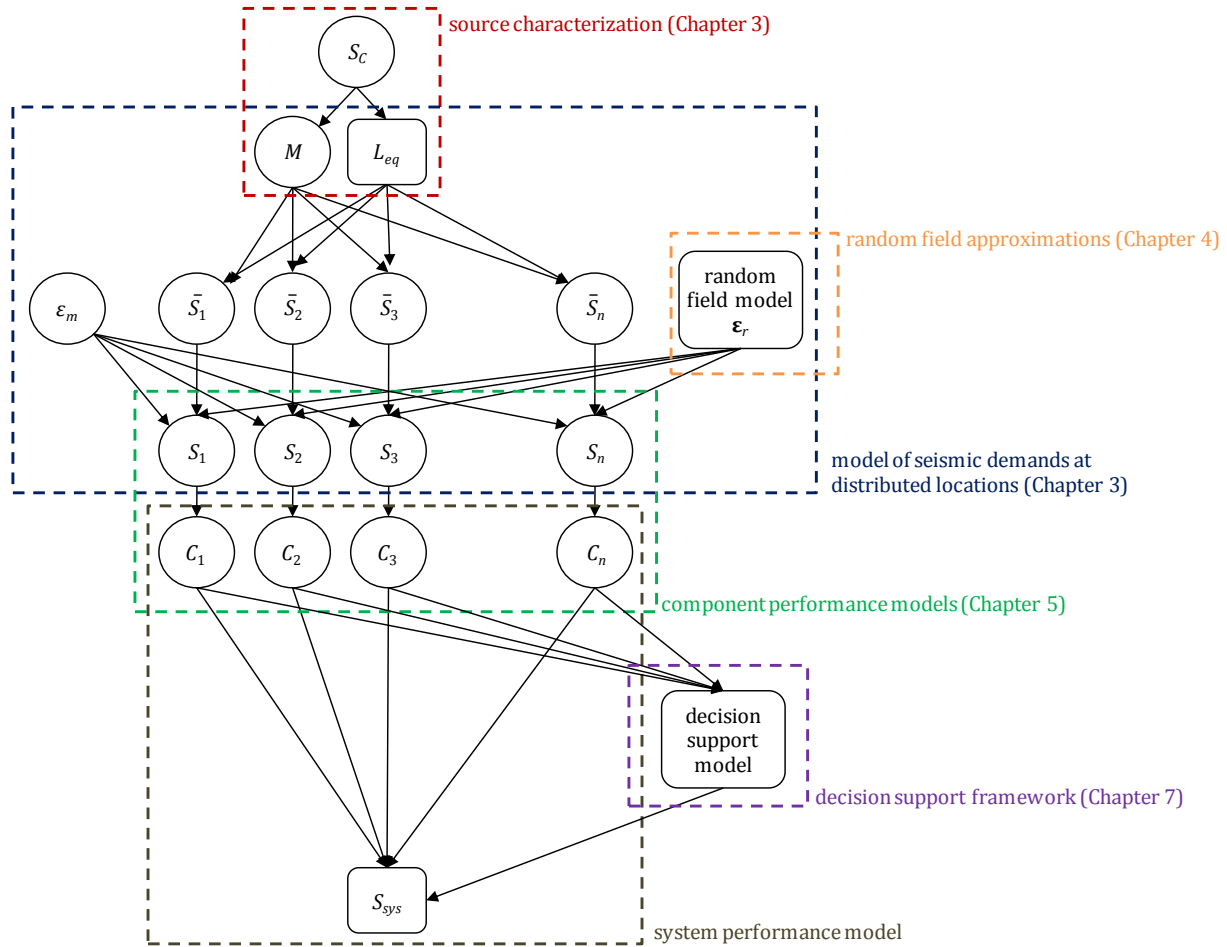 source characterization (Chapter 3)
S_C
M
L_eq
random field approximations (Chapter 4)
ε_m
S̄_1
S̄_2
S̄_3
S̄_n
random
field model
ε_r
S_1
S_2
S_3
S_n
model of seismic demands at
distributed locations (Chapter 3)
C_1
C_2
C_3
C_n
component performance models (Chapter 5)
decision
support
model
decision support framework (Chapter 7)
S_sys
system performance model